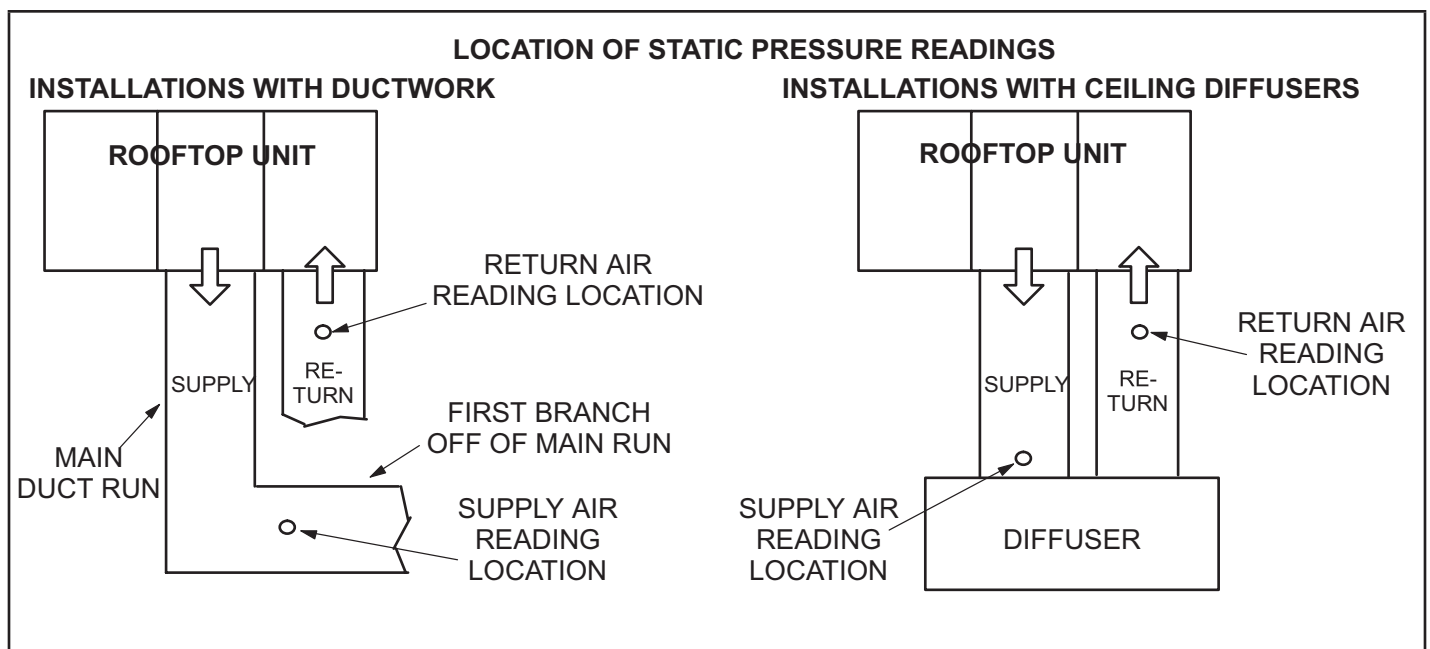 LOCATION OF STATIC PRESSURE READINGS
INSTALLATIONS WITH DUCTWORK
ROOFTOP UNIT
RETURN AIR
READING LOCATION
SUPPLY
RE-
TURN
FIRST BRANCH
OFF OF MAIN RUN
MAIN
DUCT RUN
SUPPLY AIR
READING
LOCATION
INSTALLATIONS WITH CEILING DIFFUSERS
ROOFTOP UNIT
RETURN AIR
READING
LOCATION
SUPPLY
RE-
TURN
SUPPLY AIR
READING
LOCATION
DIFFUSER